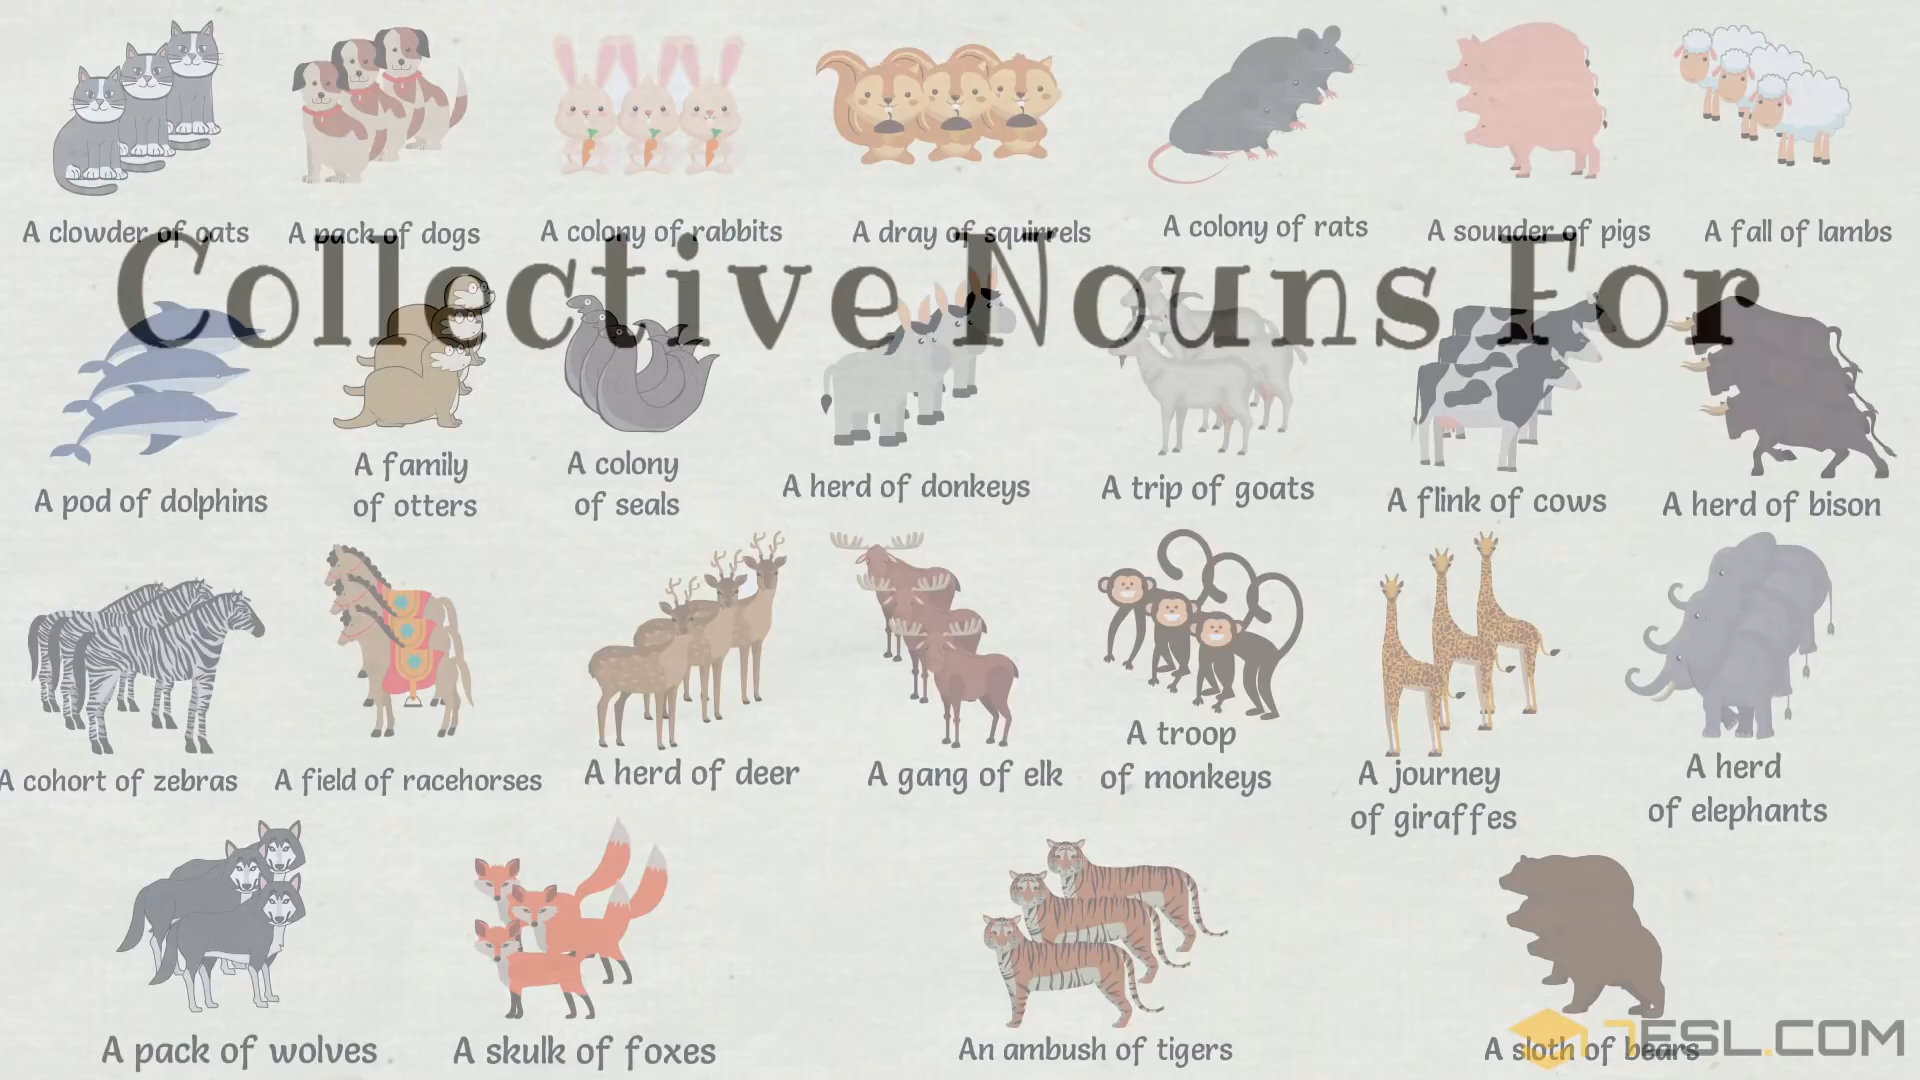 A clowder of cats
A pack of dogs
A colony of rabbits
A dray of squirrels
A colony of rats
A sounder of pigs
A fall of lambs
Collective Nouns For
A pod of dolphins
A family
of otters
A colony
of seals
A herd of donkeys
A trip of goats
A flink of cows
A herd of bison
A cohort of zebras
A field of racehorses
A herd of deer
A gang of elk
A troop
of monkeys
A journey
of giraffes
A herd
of elephants
A pack of wolves
A skulk of foxes
An ambush of tigers
A sloth of bears
7ESL.COM